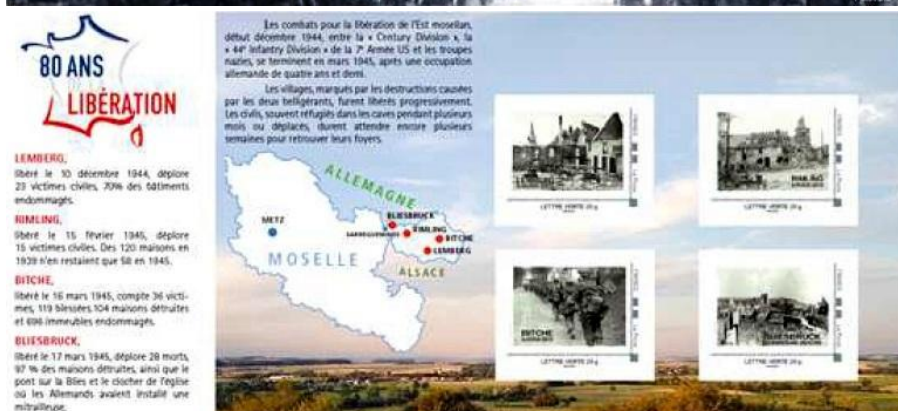 80 ANS
LIBÉRATION
LEMBERG,
libéré le 10 décembre 1944, déplore
23 victimes civiles, 70% des bâtiments
endommagés.
RIMLING,
libéré le 15 février 1945, déplore
15 victimes civiles. Des 120 maisons en
1939 n'en restaient que 58 en 1945.
BITCHE,
libéré le 16 mars 1945, compte 36 victi-
mes, 119 blessées,104 maisons détruites
et 696 immeubles endommagés.
BLIESBRUCK,
libéré le 17 mars 1945, déplore 28 morts,
97 % des maisons détruites, ainsi que le
pont sur la Blies et le clocher de l'église
où les Allemands avaient installé une
mitrailleuse.
Les combats pour la libération de l'Est mosellan,
début décembre 1944, entre la « Century Division », la
« 44e Infantry Division » de la 7e Armée US et les troupes
nazies, se terminent en mars 1945, après une occupation
allemande de quatre ans et demi.
Les villages, marqués par les destructions causées
par les deux belligérants, furent libérés progressivement.
Les civils, souvent réfugiés dans les caves pendant plusieurs
mois ou déplacés, durent attendre encore plusieurs
semaines pour retrouver leurs foyers.
ALLEMAGNE
METZ
BLIESBRUCK
SARREGUEMINES
RIMLING
BITCHE
LEMBERG
MOSELLE
ALSACE
LETTRE VERTE 20 g
RIMLING
LETTRE VERTE 20 g
BITCHE
LETTRE VERTE 20 g
BLIESBRUCK
LETTRE VERTE 20 g